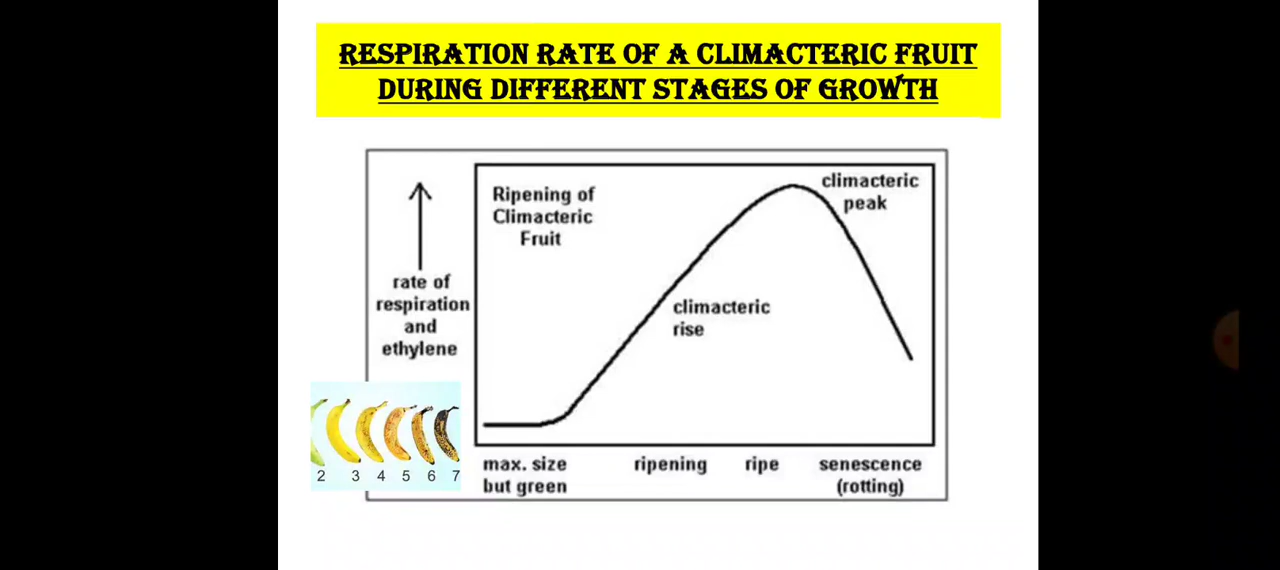 RESPIRATION RATE OF A CLIMACTERIC FRUIT
DURING DIFFERENT STAGES OF GROWTH
Ripening of
Climacteric
Fruit
climacteric
peak
rate of
respiration
and
ethylene
climacteric
rise
2 3 4 5 6 7
max. size
but green
ripening
ripe
senescence
(rotting)